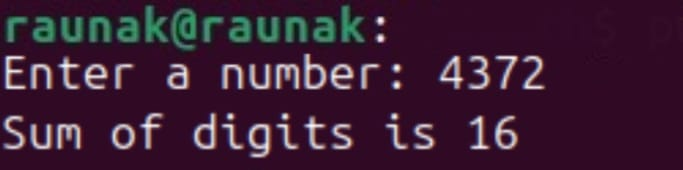 raunak@raunak:
Enter a number: 4372
Sum of digits is 16